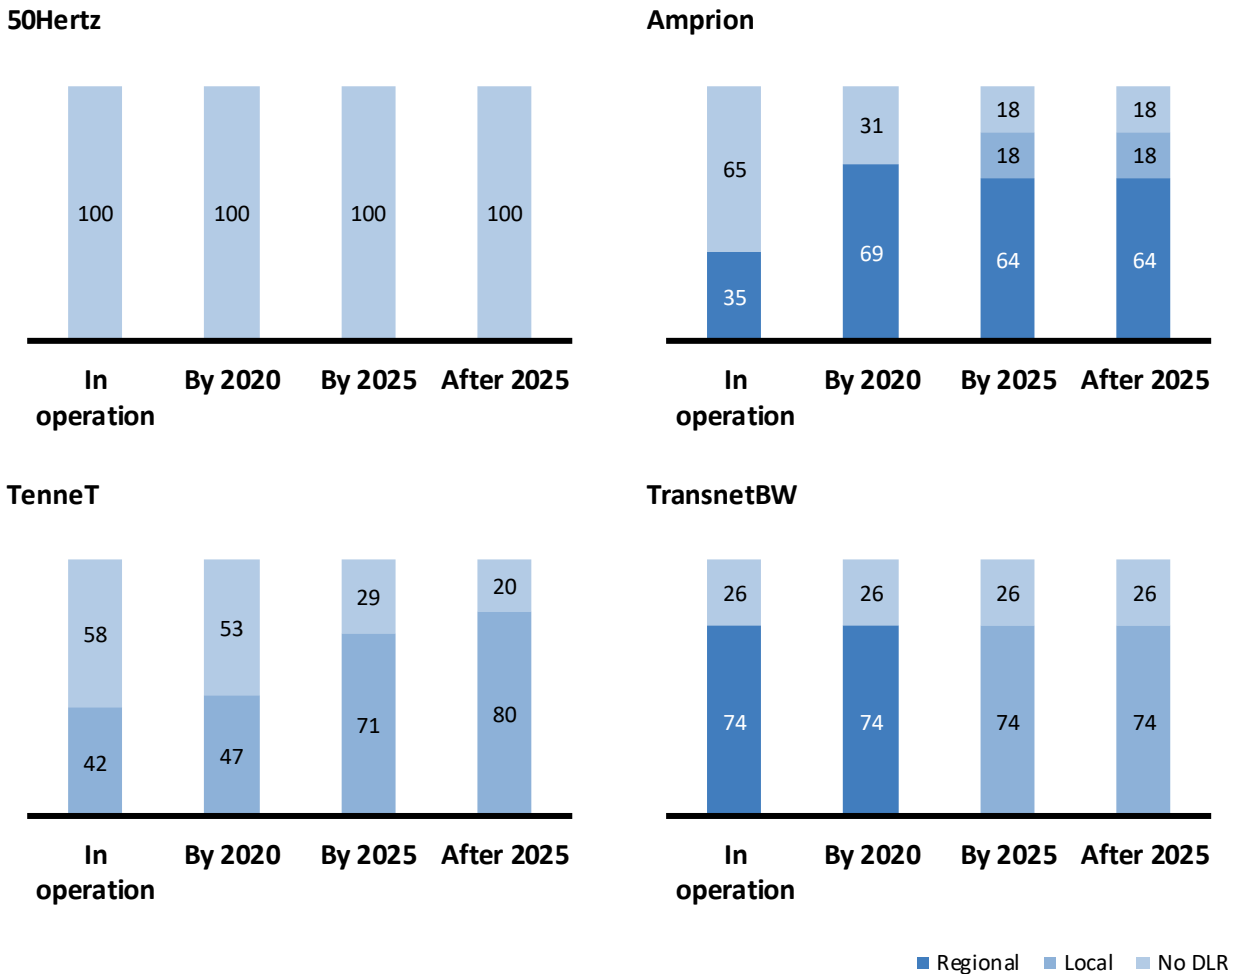 50Hertz
100
100
100
100
In operation
By 2020
By 2025
After 2025
Amprion
65
35
31
69
18
18
64
18
18
64
In operation
By 2020
By 2025
After 2025
TenneT
58
42
53
47
29
71
20
80
In operation
By 2020
By 2025
After 2025
TransnetBW
26
74
26
74
26
74
26
74
In operation
By 2020
By 2025
After 2025
Regional
Local
No DLR